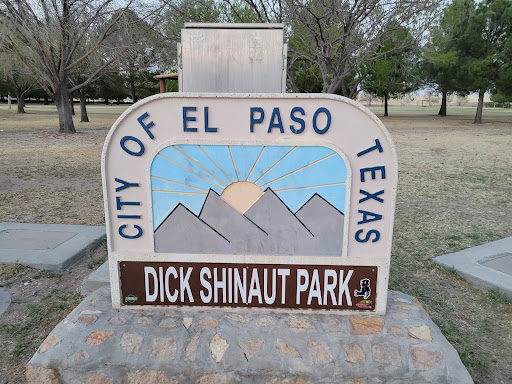 CITY OF EL PASO TEXAS
DICK SHINAUT PARK